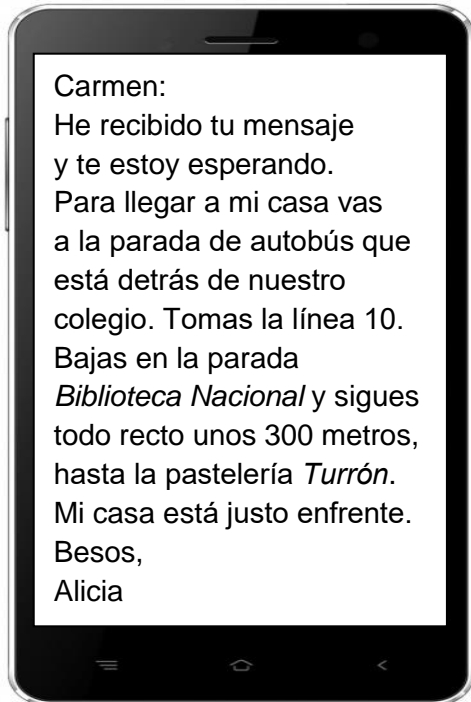 Carmen:
He recibido tu mensaje
y te estoy esperando.
Para llegar a mi casa vas
a la parada de autobús que
está detrás de nuestro
colegio. Tomas la línea 10.
Bajas en la parada
Biblioteca Nacional y sigues
todo recto unos 300 metros,
hasta la pastelería Turrón.
Mi casa está justo enfrente.
Besos,
Alicia